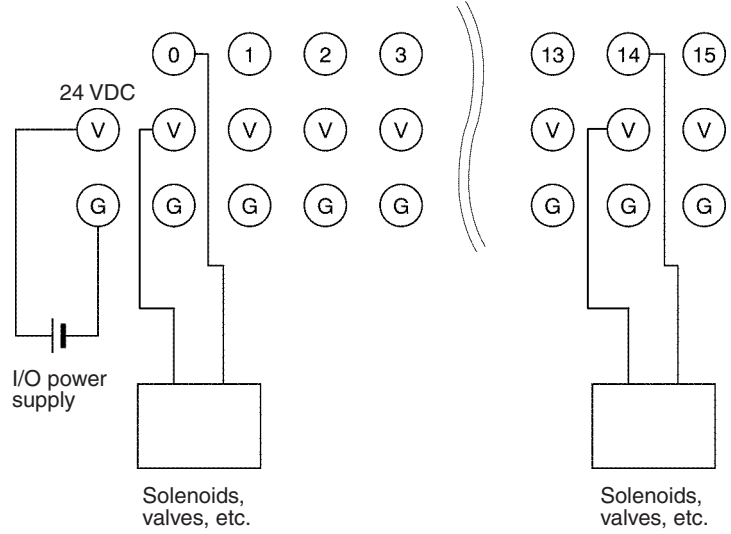 0 1 2 3 13 14 15
24 VDC
V V V V V V V V
G G G G G G G G
I/O power
supply
Solenoids,
valves, etc.
Solenoids,
valves, etc.